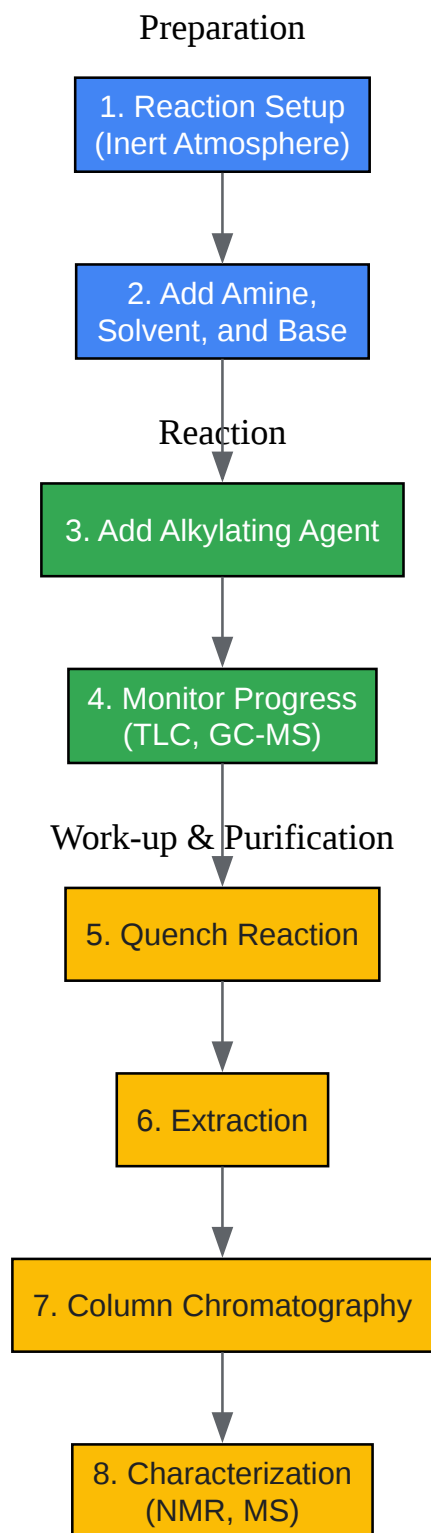 Preparation
1. Reaction Setup
(Inert Atmosphere)
2. Add Amine,
Solvent, and Base
Reaction
3. Add Alkylating Agent
4. Monitor Progress
(TLC, GC-MS)
Work-up & Purification
5. Quench Reaction
6. Extraction
7. Column Chromatography
8. Characterization
(NMR, MS)